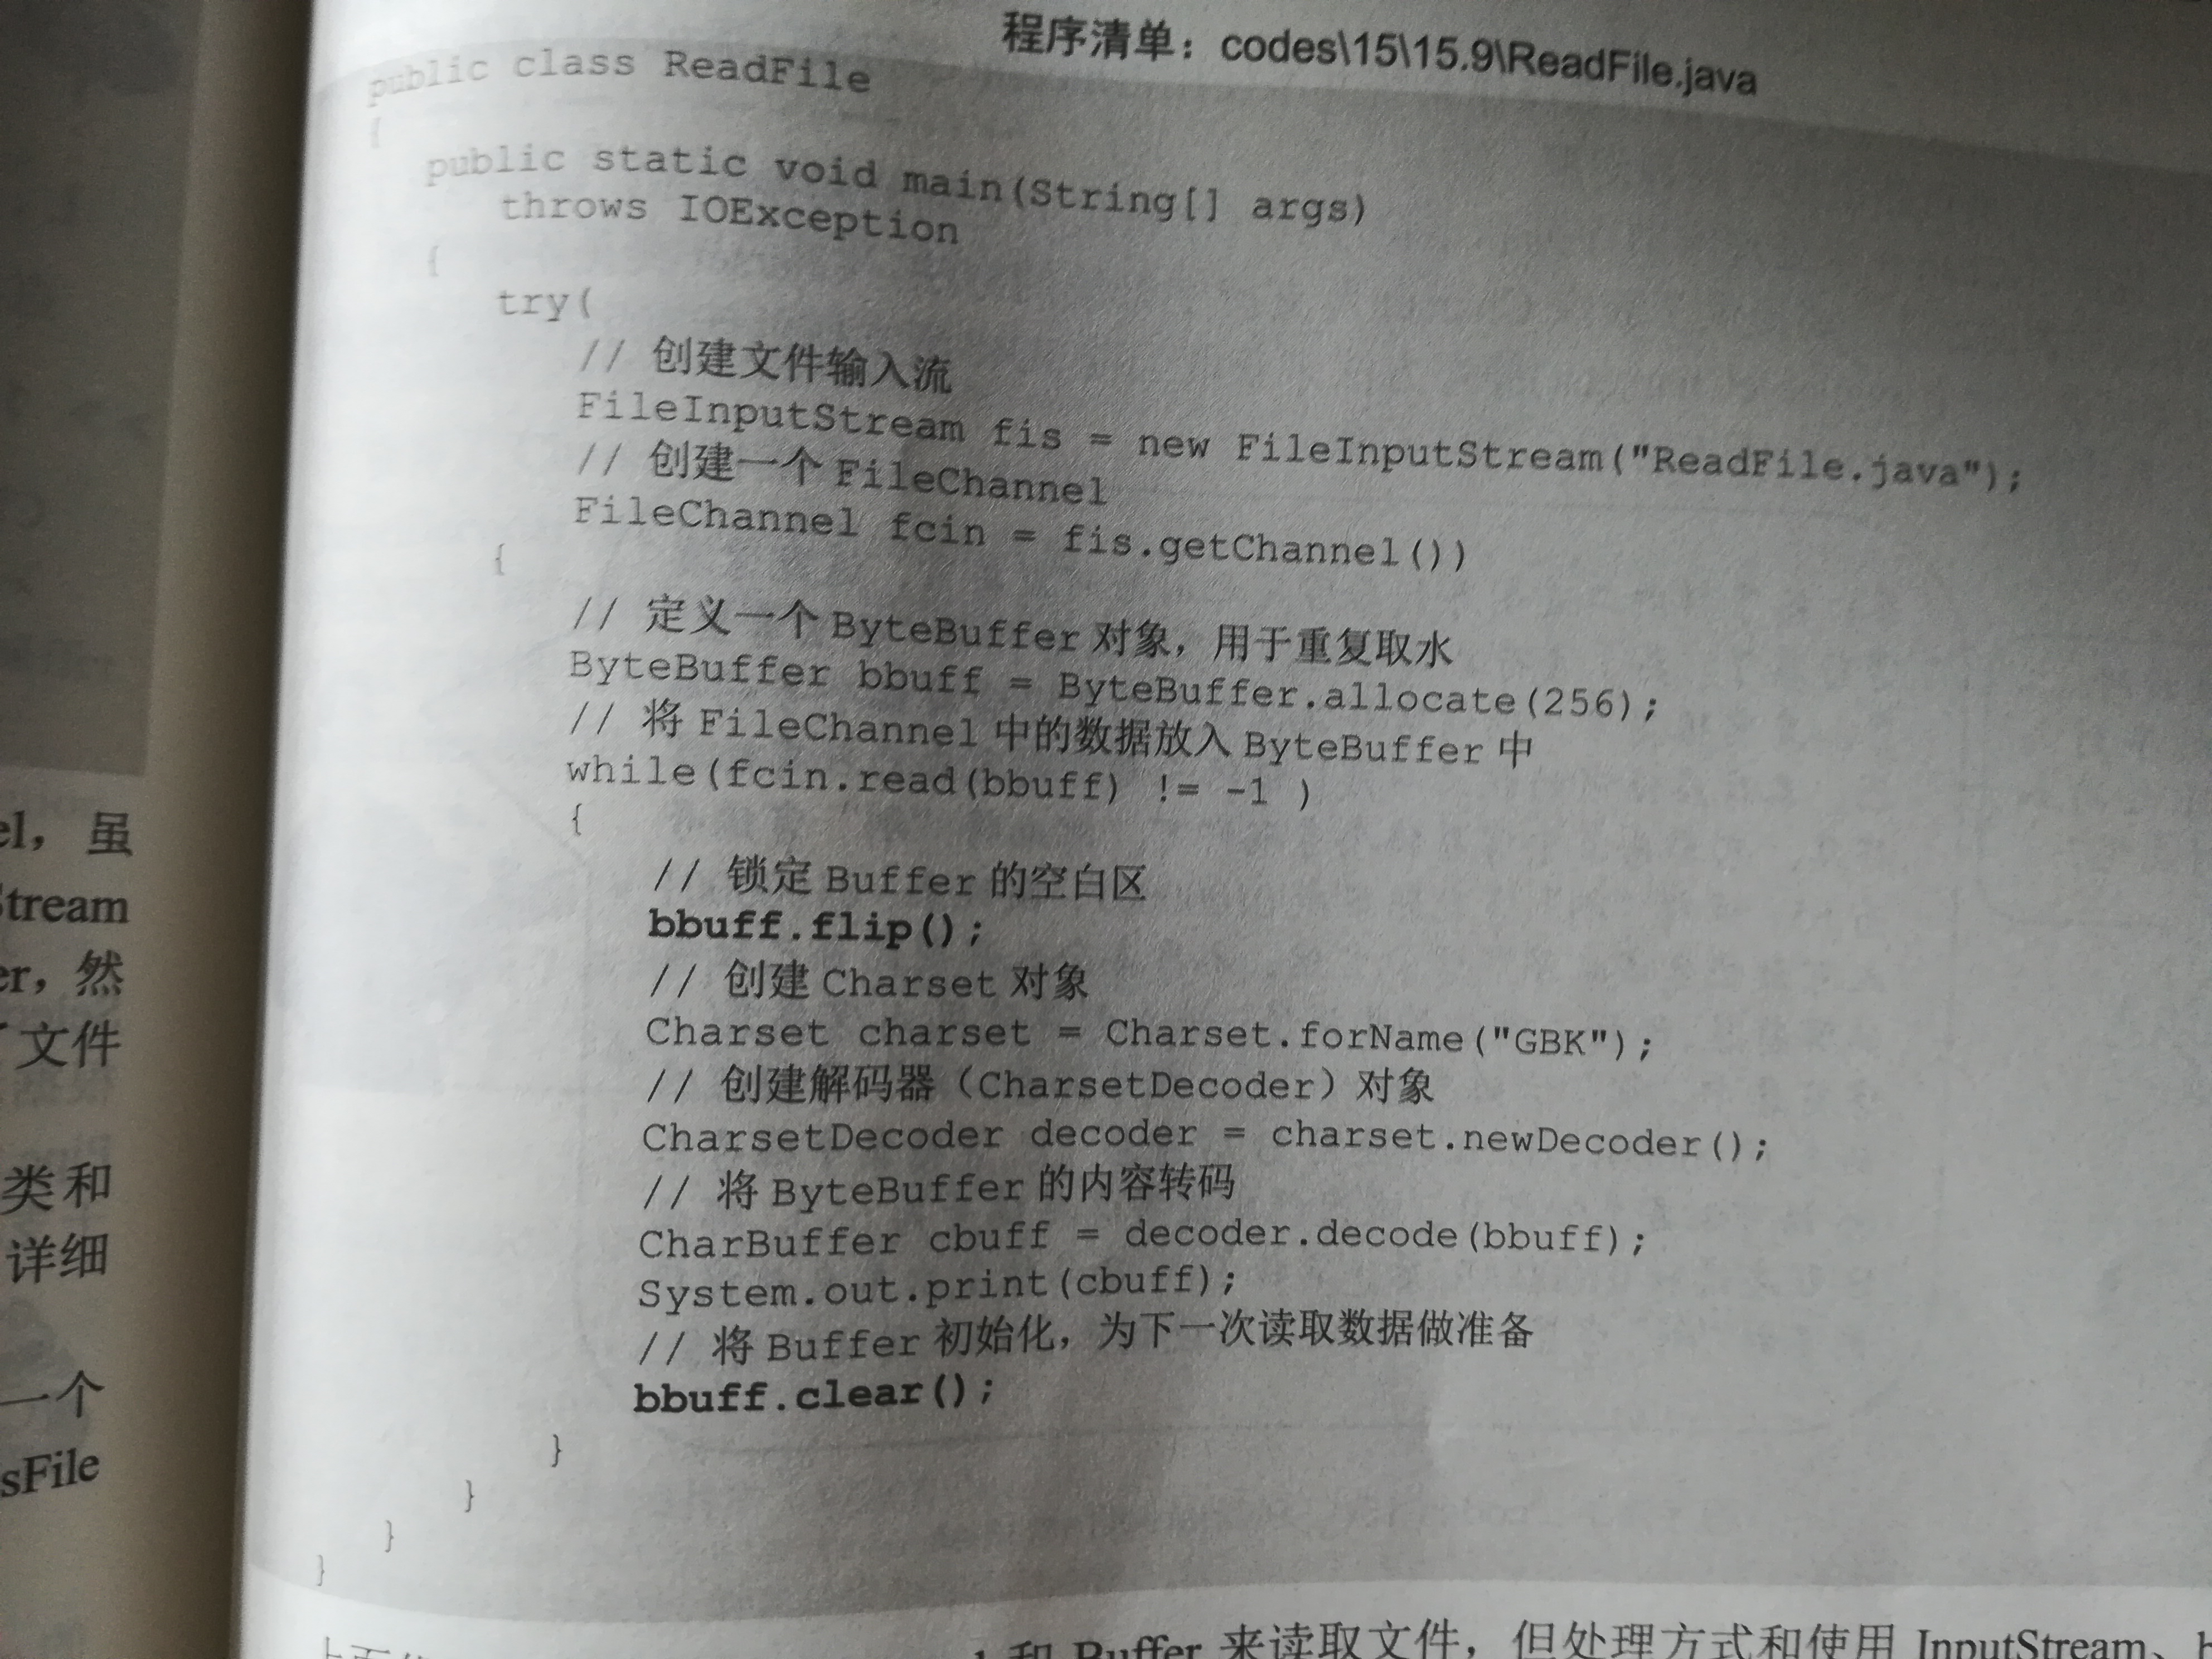 el，虽
Stream
er，然
文件
类和
详细
一个
sFile
程序清单：codes\15\15.9\ReadFile.java
public class ReadFile
{
public static void main(String[] args)
throws IOException
{
try(
// 创建文件输入流
FileInputStream fis = new FileInputStream("ReadFile.java");
// 创建一个 FileChannel
FileChannel fcin = fis.getChannel())
{
// 定义一个 ByteBuffer 对象，用于重复取水
ByteBuffer bbuff = ByteBuffer.allocate(256);
// 将 FileChannel 中的数据放入 ByteBuffer 中
while(fcin.read(bbuff) != -1 )
{
// 锁定 Buffer 的空白区
bbuff.flip();
// 创建 Charset 对象
Charset charset = Charset.forName("GBK");
// 创建解码器（CharsetDecoder）对象
CharsetDecoder decoder = charset.newDecoder();
// 将 ByteBuffer 的内容转码
CharBuffer cbuff = decoder.decode(bbuff);
System.out.print(cbuff);
// 将 Buffer 初始化，为下一次读取数据做准备
bbuff.clear();
}
}
}
}
和 Buffer 来读取文件，但处理方式和使用 InputStream、